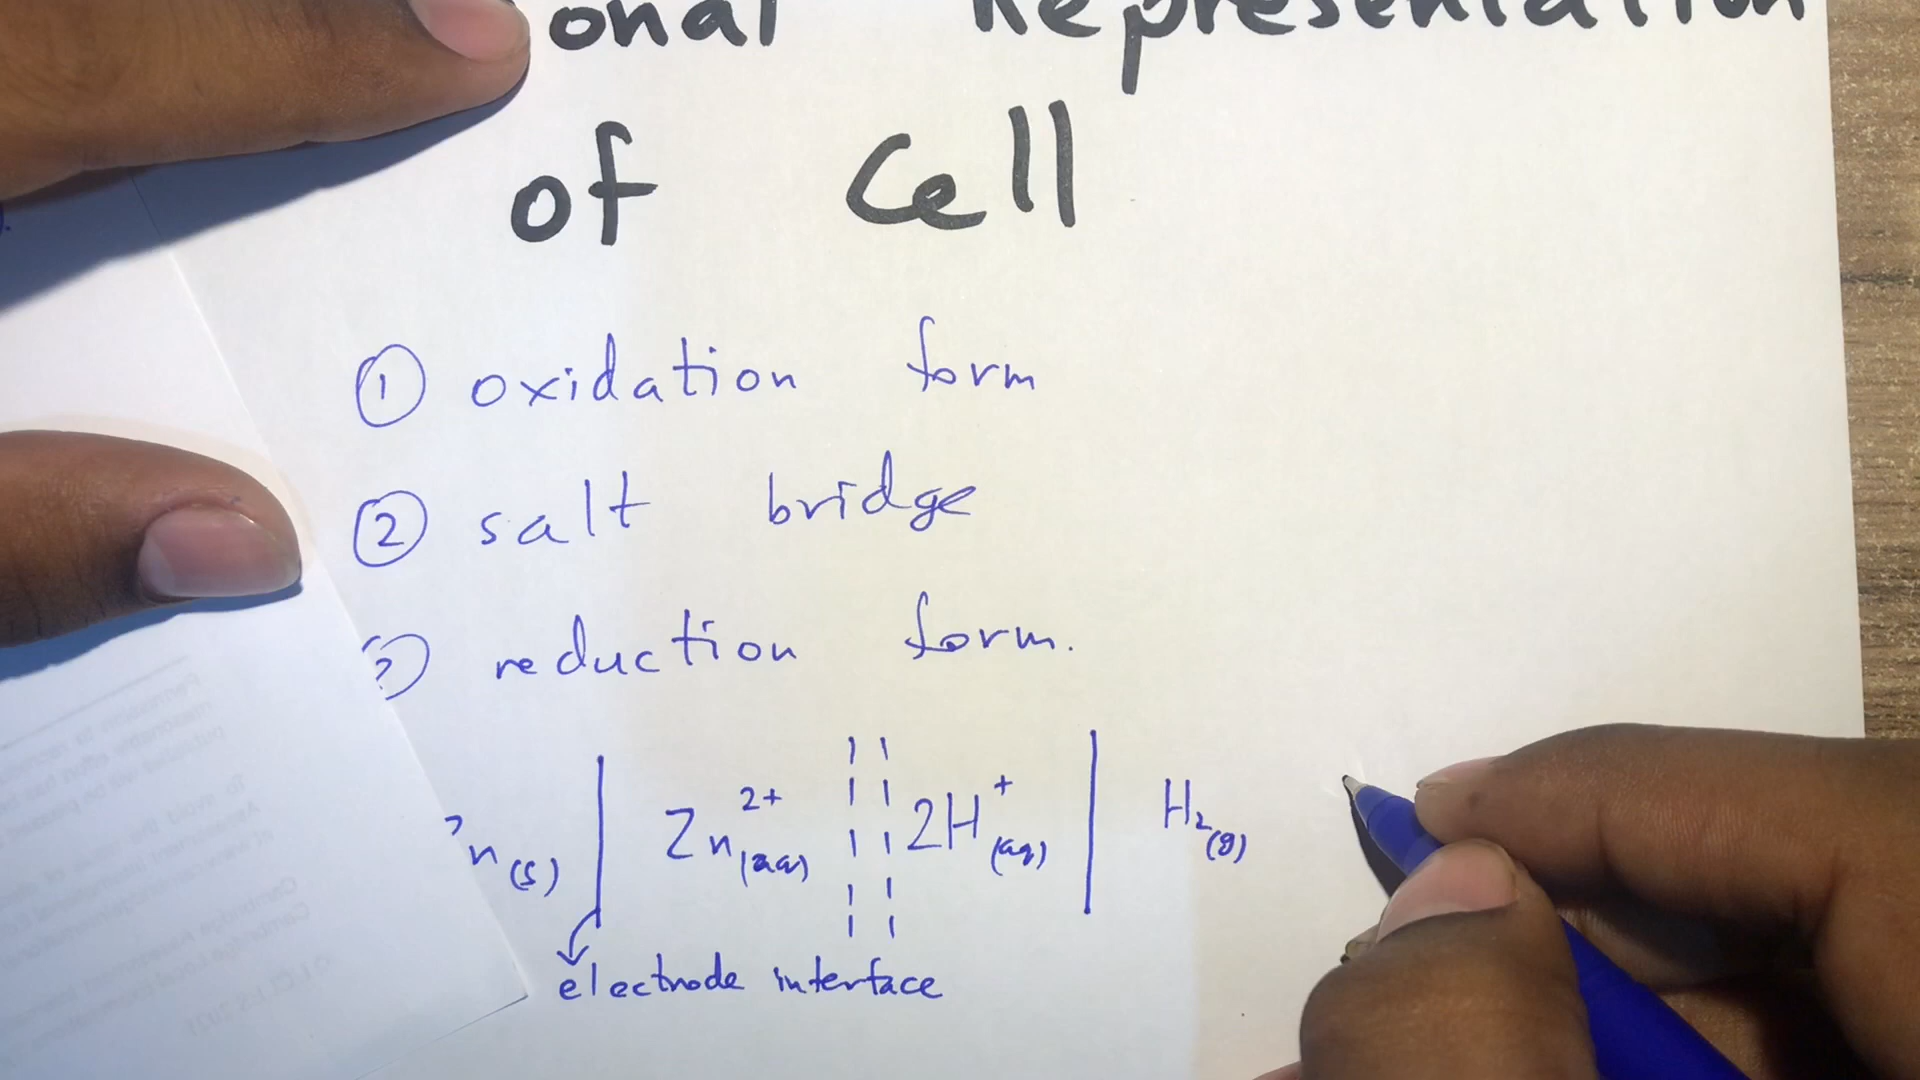 onal Representation
of Cell
① oxidation form
② salt bridge
reduction form.
n(s) | Zn²⁺(aq) ¦¦ 2H⁺(aq) | H₂(g)
electrode interface